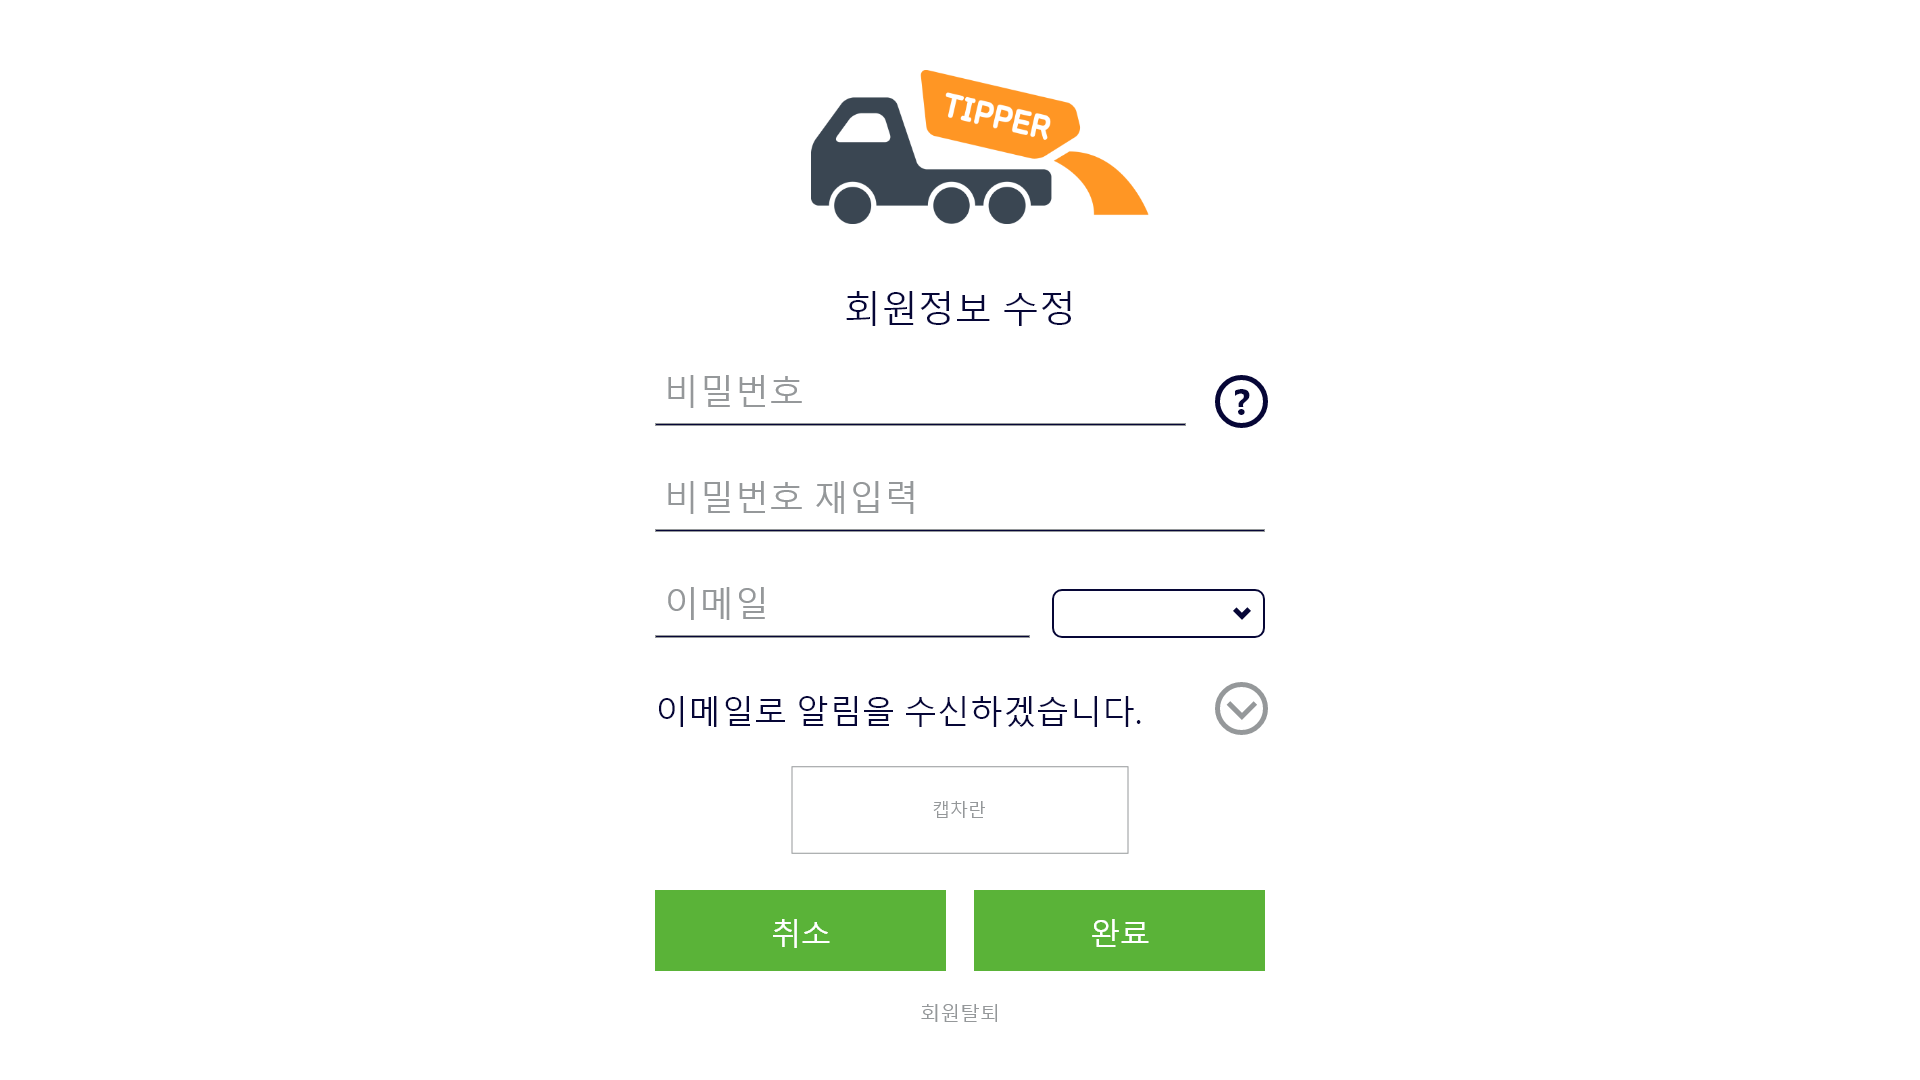 TIPPER
회원정보 수정
비밀번호
?
비밀번호 재입력
이메일
이메일로 알림을 수신하겠습니다.
캡차란
취소
완료
회원탈퇴